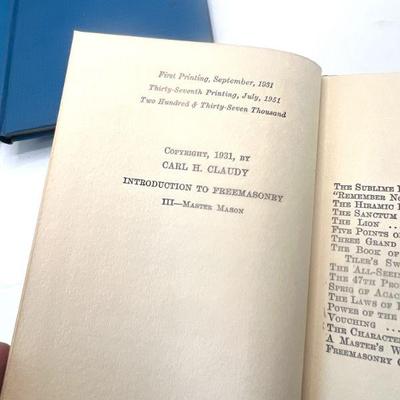 First Printing, September, 1931
Thirty-Seventh Printing, July, 1951
Two Hundred & Thirty-Seven Thousand
Copyright, 1931, by
CARL H. CLAUDY
INTRODUCTION TO FREEMASONRY
III—Master Mason
The Sublime
"Remember
The Hiramic
The Sanctum
The Lion ..
Five Points
Three Grand
The Book of
Tiler's
The All-
The 47th
Sprig of
The Laws of
Power of the
Vouching ...
The Character
A Master's
Freemasonry